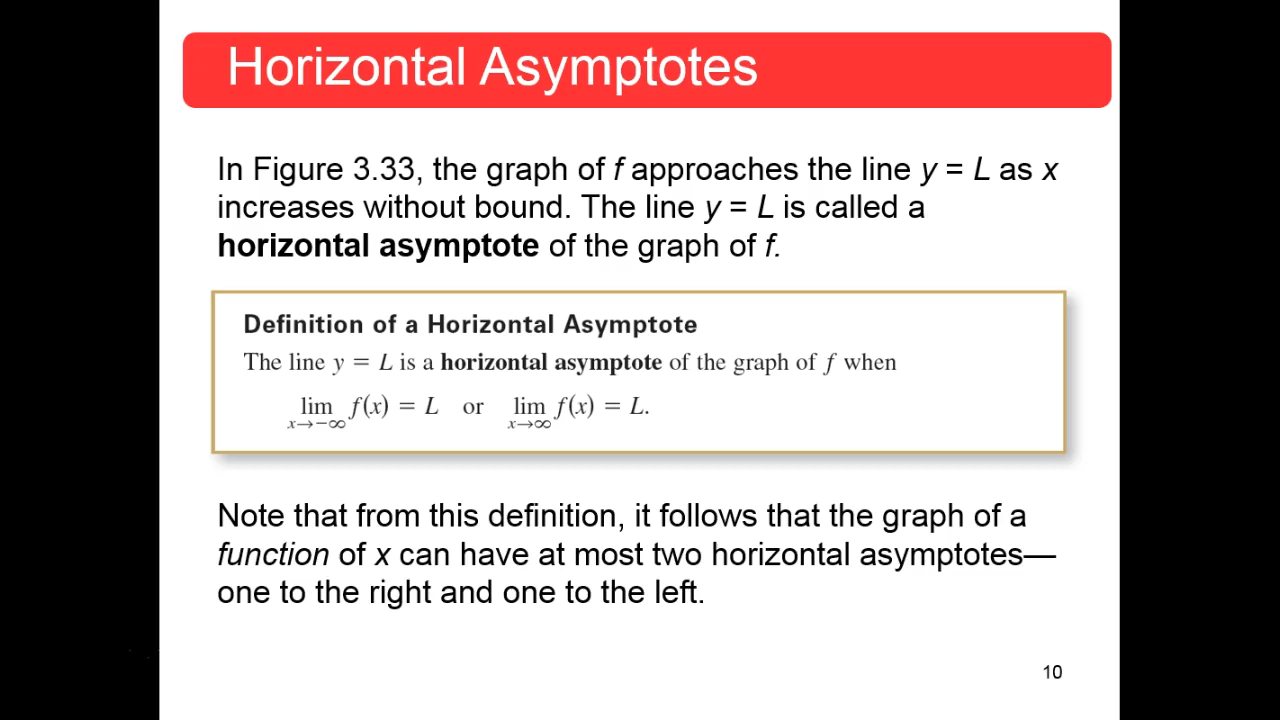 Horizontal Asymptotes
In Figure 3.33, the graph of f approaches the line y = L as x
increases without bound. The line y = L is called a
horizontal asymptote of the graph of f.
Definition of a Horizontal Asymptote
The line y = L is a horizontal asymptote of the graph of f when
lim f(x) = L or lim f(x) = L.
x→−∞ x→∞
Note that from this definition, it follows that the graph of a
function of x can have at most two horizontal asymptotes—
one to the right and one to the left.
10